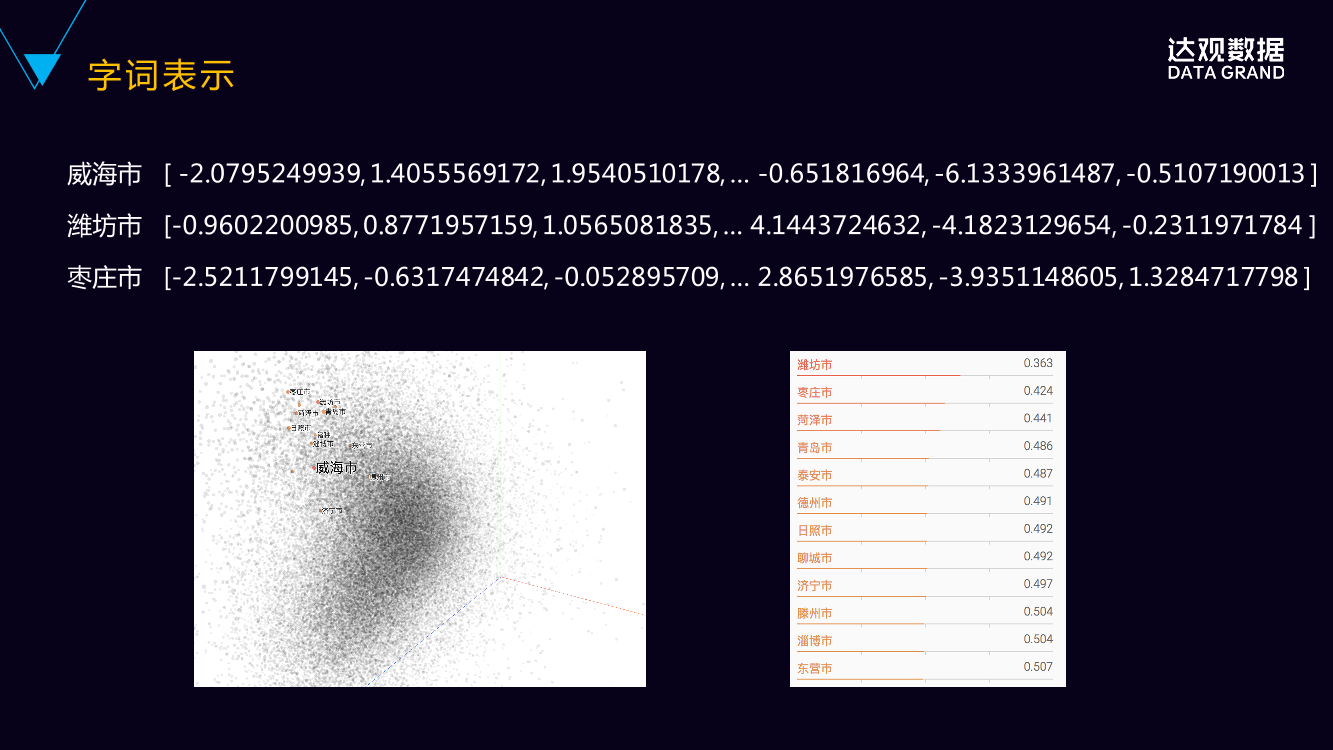 字词表示
达观数据
DATA GRAND
威海市 [ -2.0795249939, 1.4055569172, 1.9540510178, ... -0.651816964, -6.1333961487, -0.5107190013 ]
潍坊市 [-0.9602200985, 0.8771957159, 1.0565081835, ... 4.1443724632, -4.1823129654, -0.2311971784 ]
枣庄市 [-2.5211799145, -0.6317474842, -0.052895709, ... 2.8651976585, -3.9351148605, 1.3284717798 ]
枣庄市
潍坊市
菏泽市 青岛市
日照市
聊城市
威海市
济宁市
潍坊市 0.363
枣庄市 0.424
菏泽市 0.441
青岛市 0.486
泰安市 0.487
德州市 0.491
日照市 0.492
聊城市 0.492
济宁市 0.497
滕州市 0.504
淄博市 0.504
东营市 0.507